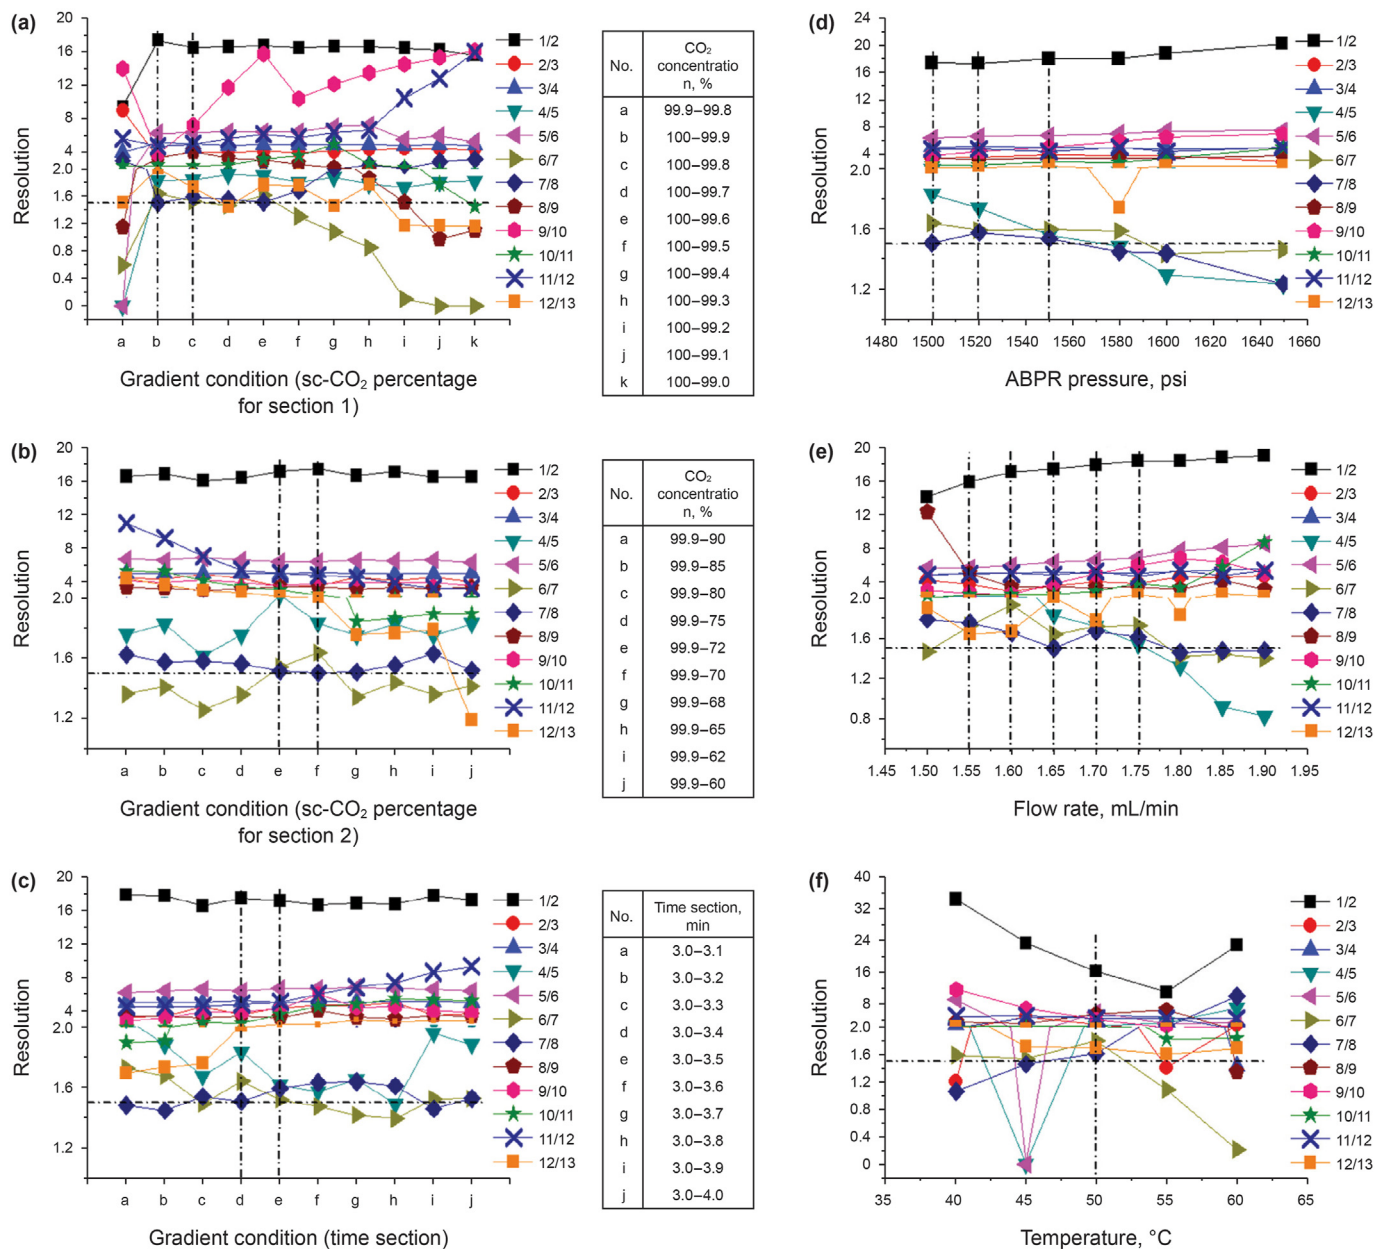 (a)
20
16
12
8
4
2.0
1.6
1.2
0.8
0.4
0
Resolution
a b c d e f g h i j k
Gradient condition (sc-CO₂ percentage
for section 1)
1/2
2/3
3/4
4/5
5/6
6/7
7/8
8/9
9/10
10/11
11/12
12/13
No. CO₂
concentratio
n, %
a 99.9–99.8
b 100–99.9
c 100–99.8
d 100–99.7
e 100–99.6
f 100–99.5
g 100–99.4
h 100–99.3
i 100–99.2
j 100–99.1
k 100–99.0
(d)
24
20
16
12
8
4
2.0
1.6
1.2
Resolution
1480 1500 1520 1540 1560 1580 1600 1620 1640 1660
ABPR pressure, psi
1/2
2/3
3/4
4/5
5/6
6/7
7/8
8/9
9/10
10/11
11/12
12/13
(b)
20
16
12
8
4
2.0
1.6
1.2
Resolution
a b c d e f g h i j
Gradient condition (sc-CO₂ percentage
for section 2)
1/2
2/3
3/4
4/5
5/6
6/7
7/8
8/9
9/10
10/11
11/12
12/13
No. CO₂
concentratio
n, %
a 99.9–90
b 99.9–85
c 99.9–80
d 99.9–75
e 99.9–72
f 99.9–70
g 99.9–68
h 99.9–65
i 99.9–62
j 99.9–60
(e)
20
16
12
8
4
2.0
1.6
1.2
0.8
Resolution
1.45 1.50 1.55 1.60 1.65 1.70 1.75 1.80 1.85 1.90 1.95
Flow rate, mL/min
1/2
2/3
3/4
4/5
5/6
6/7
7/8
8/9
9/10
10/11
11/12
12/13
(c)
20
16
12
8
4
2.0
1.6
1.2
Resolution
a b c d e f g h i j
Gradient condition (time section)
1/2
2/3
3/4
4/5
5/6
6/7
7/8
8/9
9/10
10/11
11/12
12/13
No. Time section,
min
a 3.0–3.1
b 3.0–3.2
c 3.0–3.3
d 3.0–3.4
e 3.0–3.5
f 3.0–3.6
g 3.0–3.7
h 3.0–3.8
i 3.0–3.9
j 3.0–4.0
(f)
40
32
24
16
8
2.0
1.6
1.2
0.8
0.4
0
Resolution
35 40 45 50 55 60 65
Temperature, °C
1/2
2/3
3/4
4/5
5/6
6/7
7/8
8/9
9/10
10/11
11/12
12/13